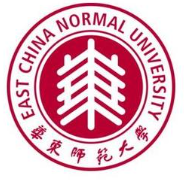 EAST CHINA NORMAL UNIVERSITY
華東師範大學